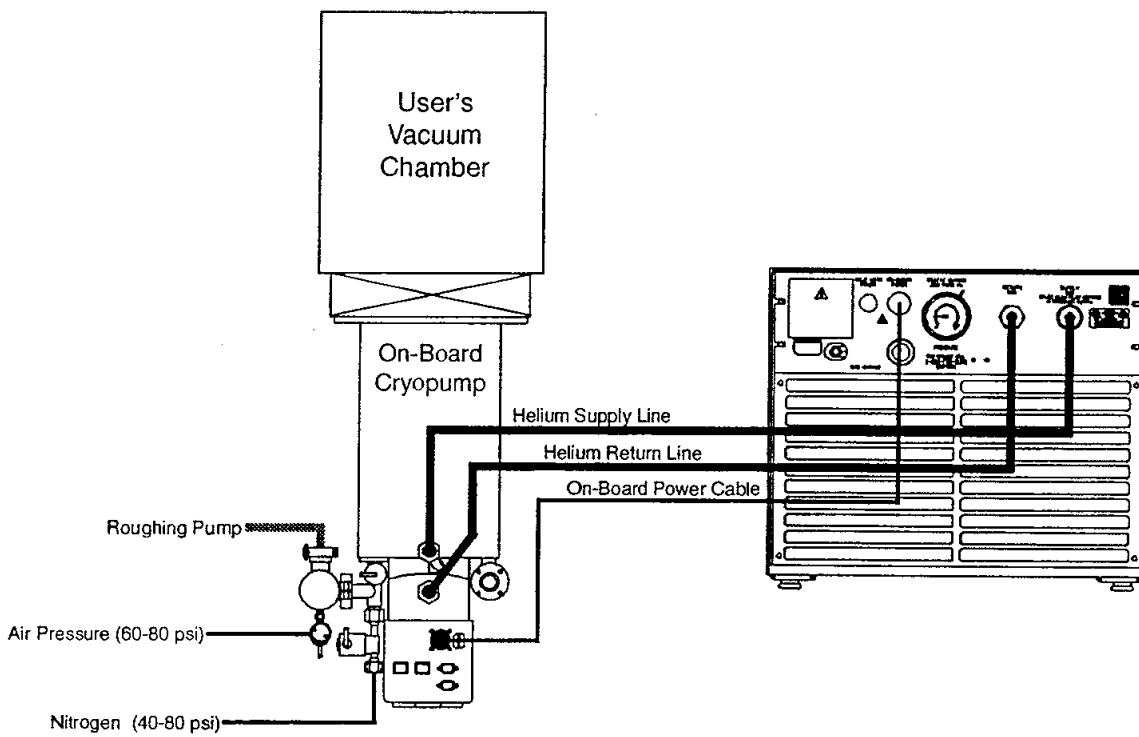 User's
Vacuum
Chamber
On-Board
Cryopump
Helium Supply Line
Helium Return Line
On-Board Power Cable
Roughing Pump
Air Pressure (60-80 psi)
Nitrogen (40-80 psi)